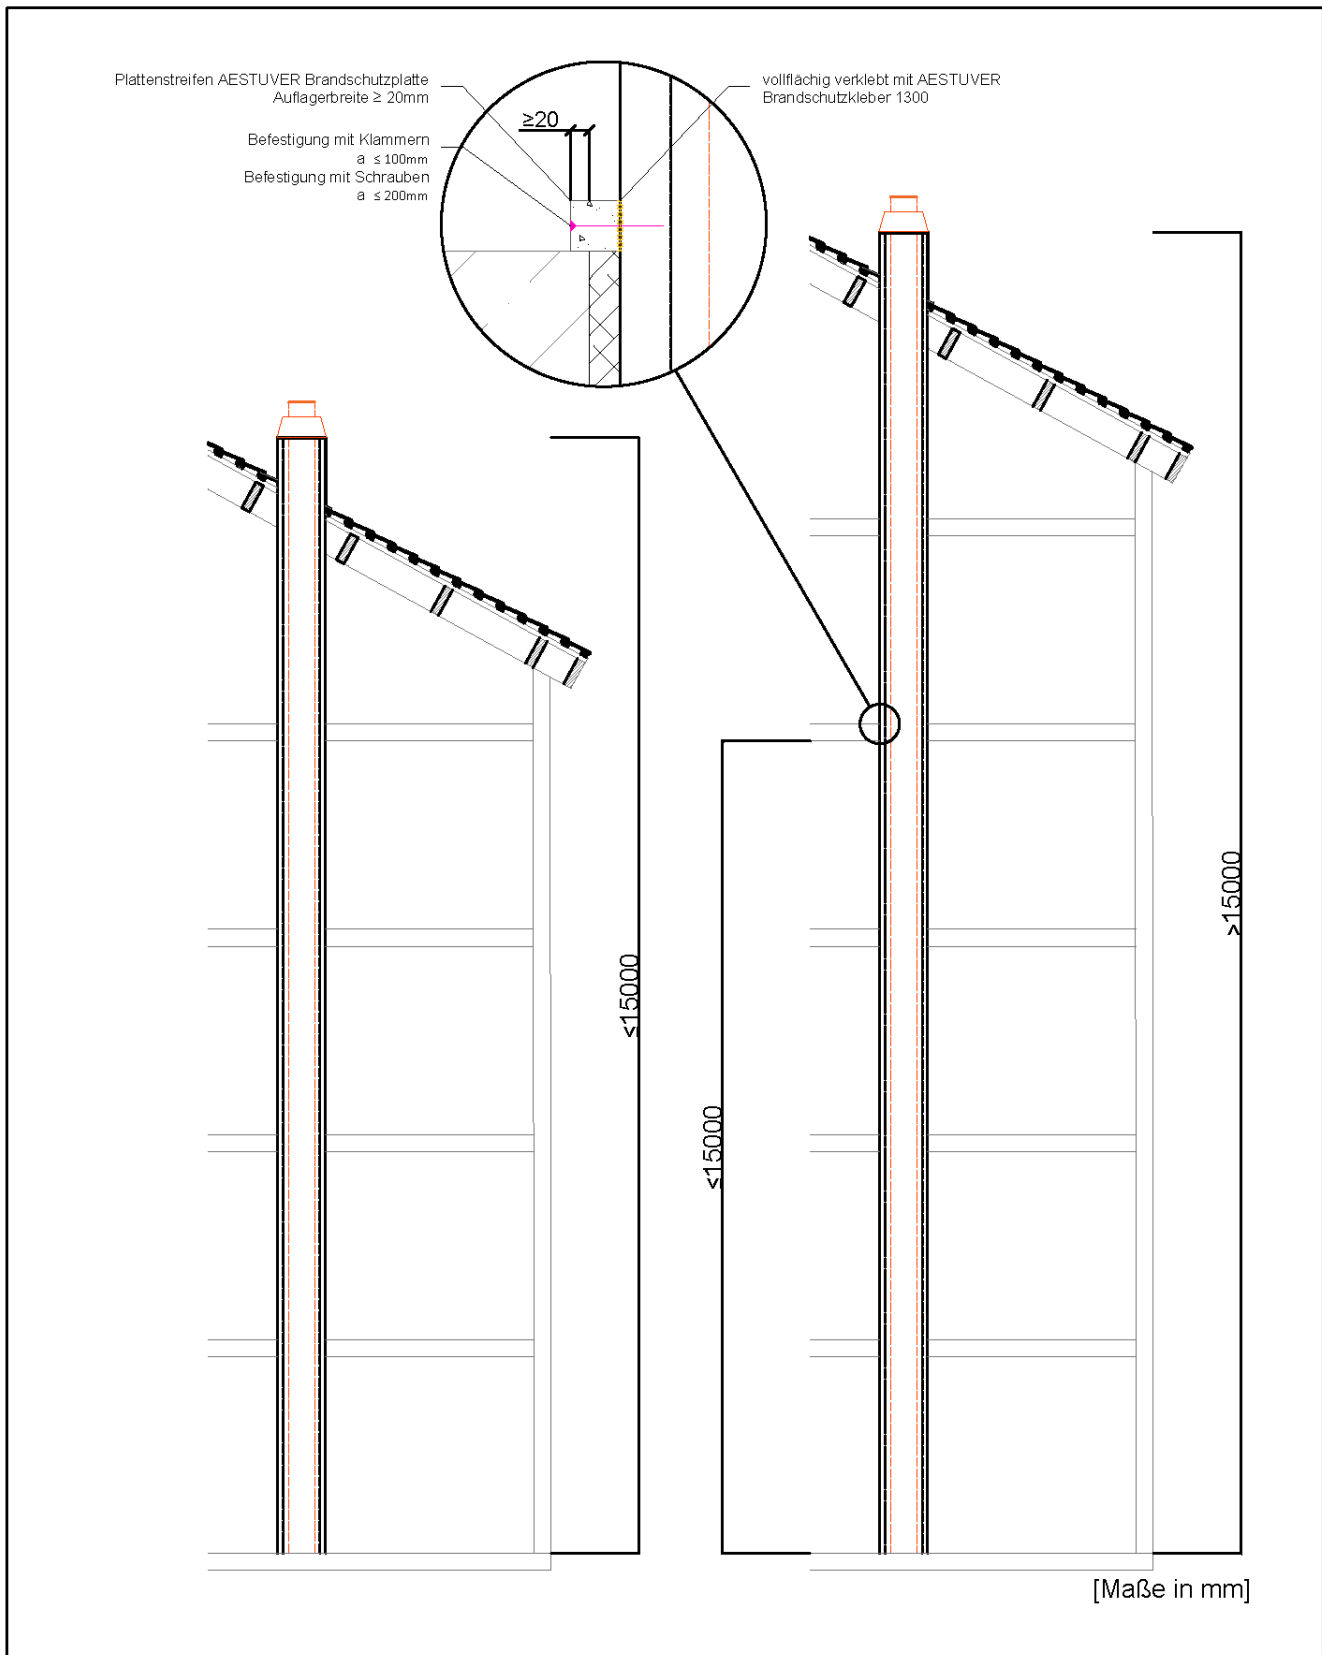 Plattenstreifen AESTUVER Brandschutzplatte
Auflagerbreite ≥ 20mm
Befestigung mit Klammern
a ≤ 100mm
Befestigung mit Schrauben
a ≤ 200mm
≥20
vollflächig verklebt mit AESTUVER
Brandschutzkleber 1300
≤15000
≤15000
>15000
[Maße in mm]